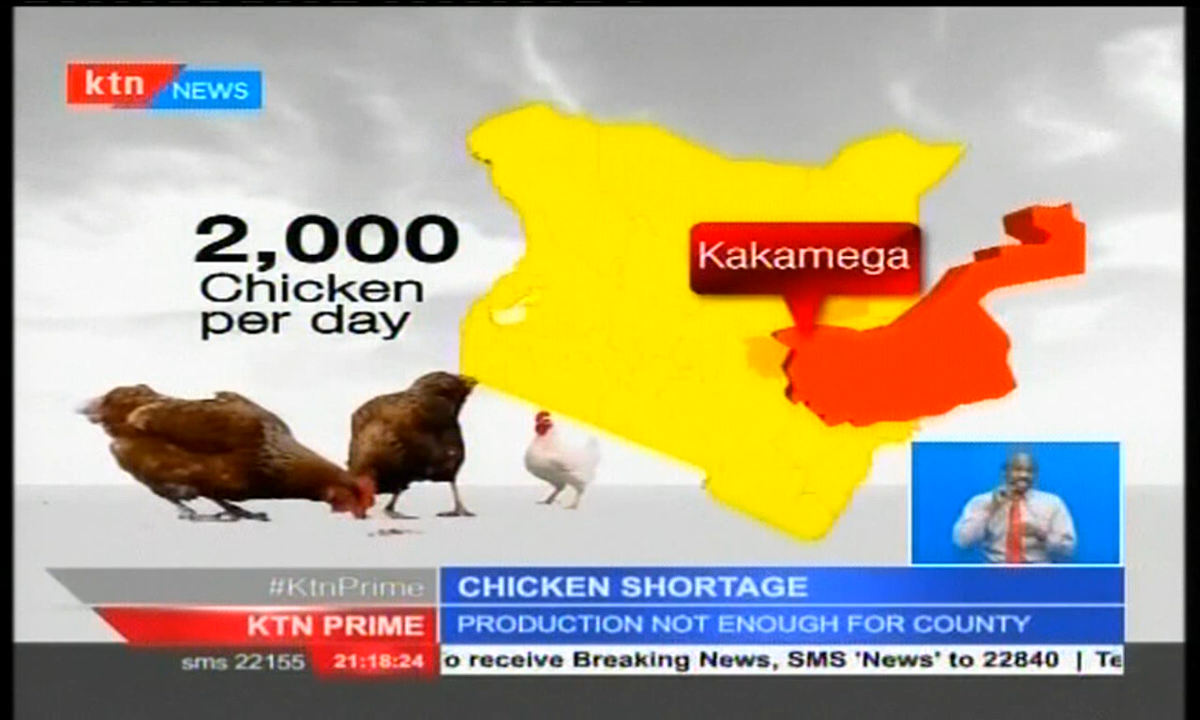 ktn NEWS
2,000
Chicken
per day
Kakamega
#KtnPrime
CHICKEN SHORTAGE
KTN PRIME
PRODUCTION NOT ENOUGH FOR COUNTY
sms 22155
21:18:24
o receive Breaking News, SMS 'News' to 22840 | Te